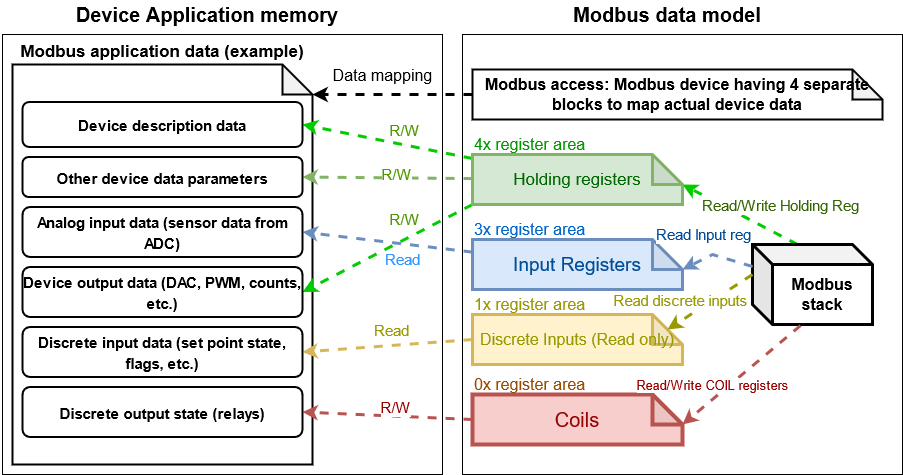 Device Application memory
Modbus data model
Modbus application data (example)
Data mapping
Modbus access: Modbus device having 4 separate
blocks to map actual device data
Device description data
R/W
4x register area
Holding registers
Other device data parameters
R/W
Read/Write Holding Reg
Analog input data (sensor data from
ADC)
R/W
Read
3x register area
Input Registers
Read Input reg
Modbus
stack
Device output data (DAC, PWM, counts,
etc.)
1x register area
Read discrete inputs
Discrete Inputs (Read only)
Discrete input data (set point state,
flags, etc.)
Read
0x register area
Read/Write COIL registers
Coils
Discrete output state (relays)
R/W